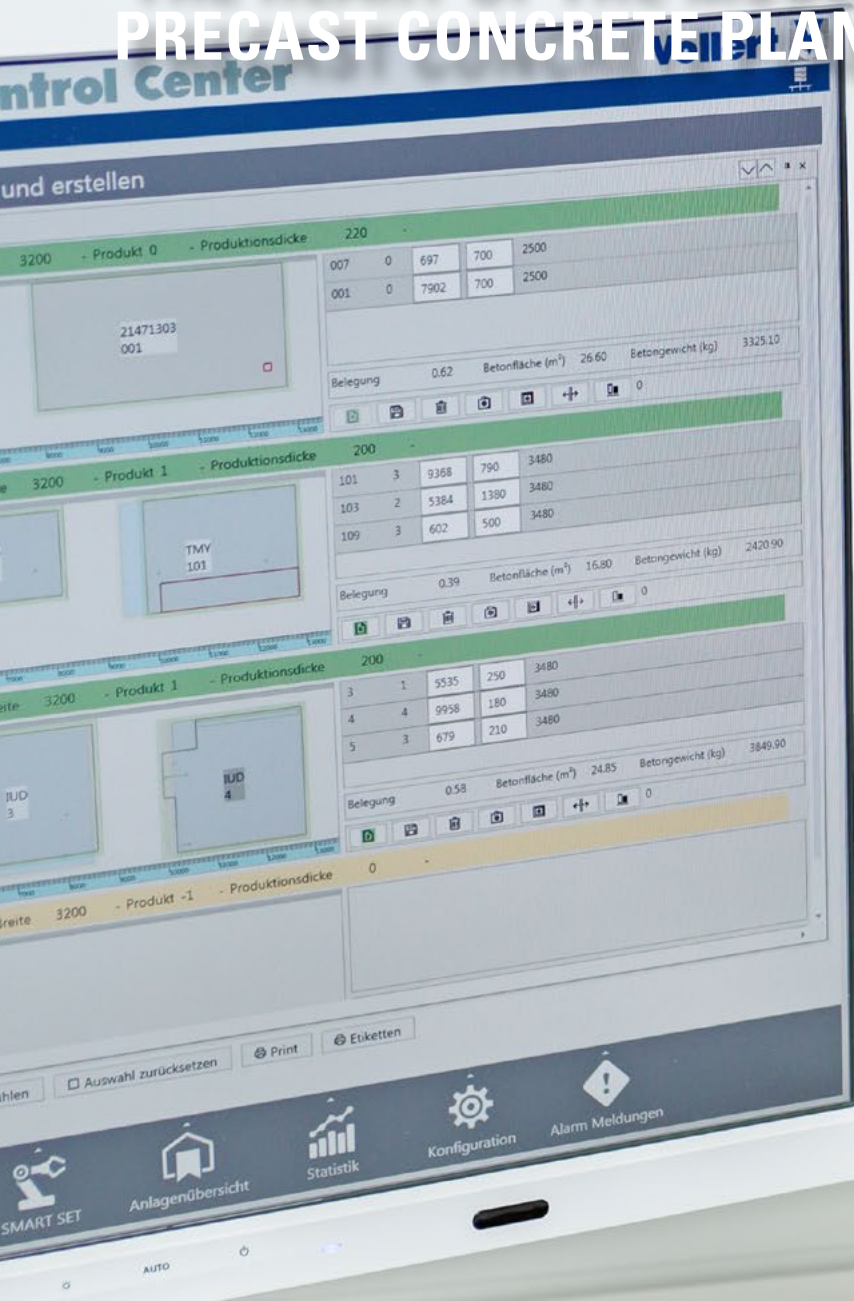 PRECAST CONCRETE PLAN
ntrol Center Vollert
und erstellen
3200 - Produkt 0 - Produktionsdicke 220 -
007 0 697 700 2500
001 0 7902 700 2500
21471303
001
Belegung 0.62 Betonfläche (m²) 26.60 Betongewicht (kg) 3325.10
0
3200 - Produkt 1 - Produktionsdicke 200 -
101 3 9368 790 3480
103 2 5384 1380 3480
109 3 602 500 3480
TMY
101
Belegung 0.39 Betonfläche (m²) 16.80 Betongewicht (kg) 2420.90
0
eite 3200 - Produkt 1 - Produktionsdicke 200 -
3 1 5535 250 3480
4 4 9958 180 3480
5 3 679 210 3480
IUD
3
IUD
4
Belegung 0.58 Betonfläche (m²) 24.85 Betongewicht (kg) 3849.90
0
Breite 3200 - Produkt -1 - Produktionsdicke 0 -
ählen Auswahl zurücksetzen Print Etiketten
SMART SET Anlagenübersicht Statistik Konfiguration Alarm Meldungen
AUTO